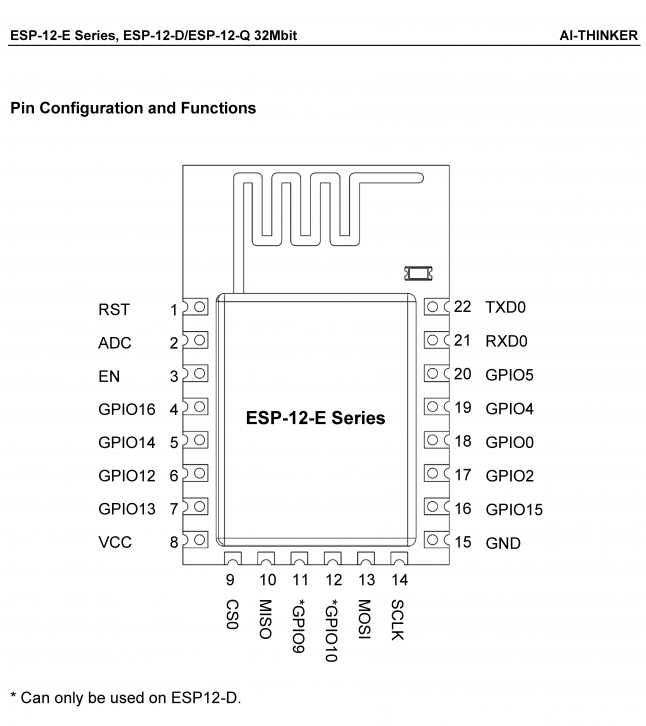 ESP-12-E Series, ESP-12-D/ESP-12-Q 32Mbit AI-THINKER
Pin Configuration and Functions
RST 1 22 TXD0
ADC 2 21 RXD0
EN 3 20 GPIO5
GPIO16 4 19 GPIO4
ESP-12-E Series
GPIO14 5 18 GPIO0
GPIO12 6 17 GPIO2
GPIO13 7 16 GPIO15
VCC 8 15 GND
9 10 11 12 13 14
CS0 MISO *GPIO9 *GPIO10 MOSI SCLK
* Can only be used on ESP12-D.